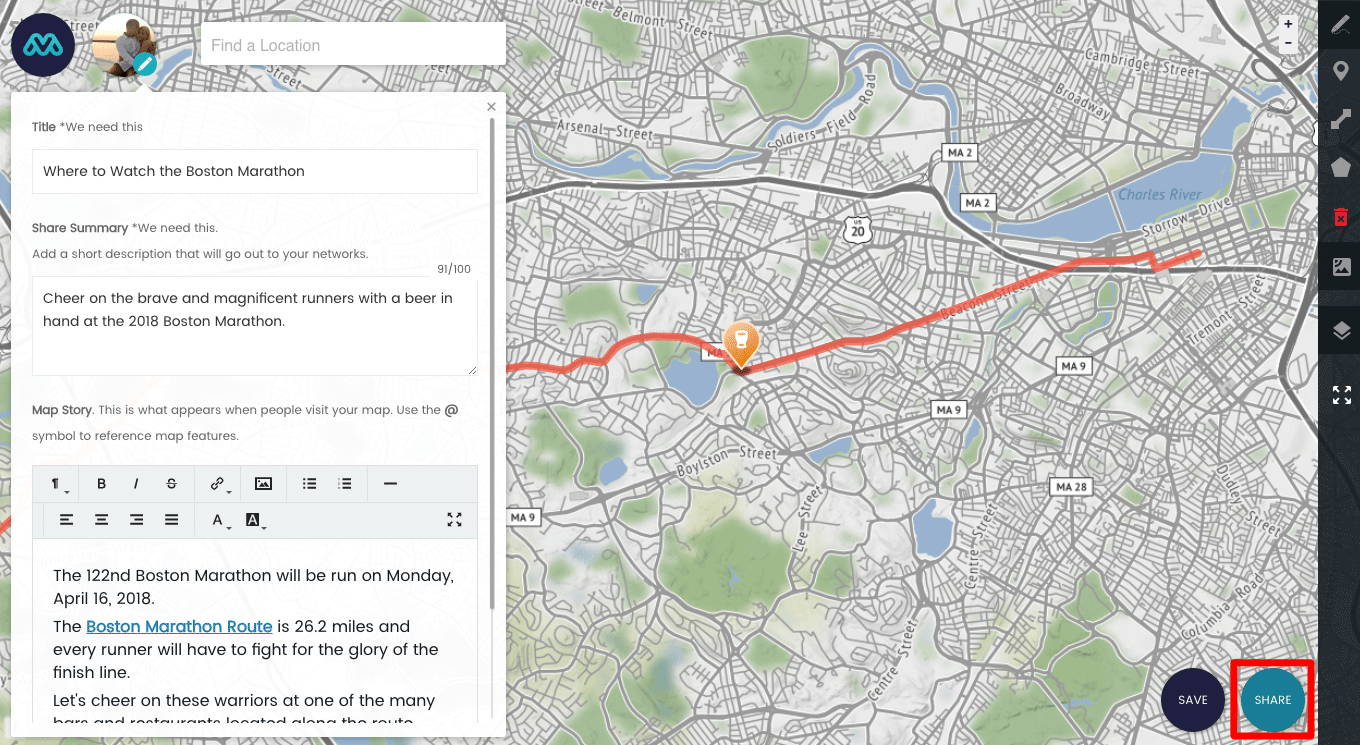 Find a Location
×
Title *We need this
Where to Watch the Boston Marathon
Share Summary *We need this.
Add a short description that will go out to your networks.
91/100
Cheer on the brave and magnificent runners with a beer in
hand at the 2018 Boston Marathon.
Map Story. This is what appears when people visit your map. Use the @
symbol to reference map features.
B I S
A A
The 122nd Boston Marathon will be run on Monday,
April 16, 2018.
The Boston Marathon Route is 26.2 miles and
every runner will have to fight for the glory of the
finish line.
Let's cheer on these warriors at one of the many
bars and restaurants located along the route
Belmont Street
Arsenal Street
Soldiers Field Road
Cambridge Street
Broadway
MA 2
MA 2
US
20
Charles River
Storrow Drive
Beacon Street
Tremont Street
MA 9
MA 9
Boylston Street
MA 28
MA 9
Lee Street
Centre Street
Dudley Street
Columbia Road
Centre Street
+
-
SAVE
SHARE